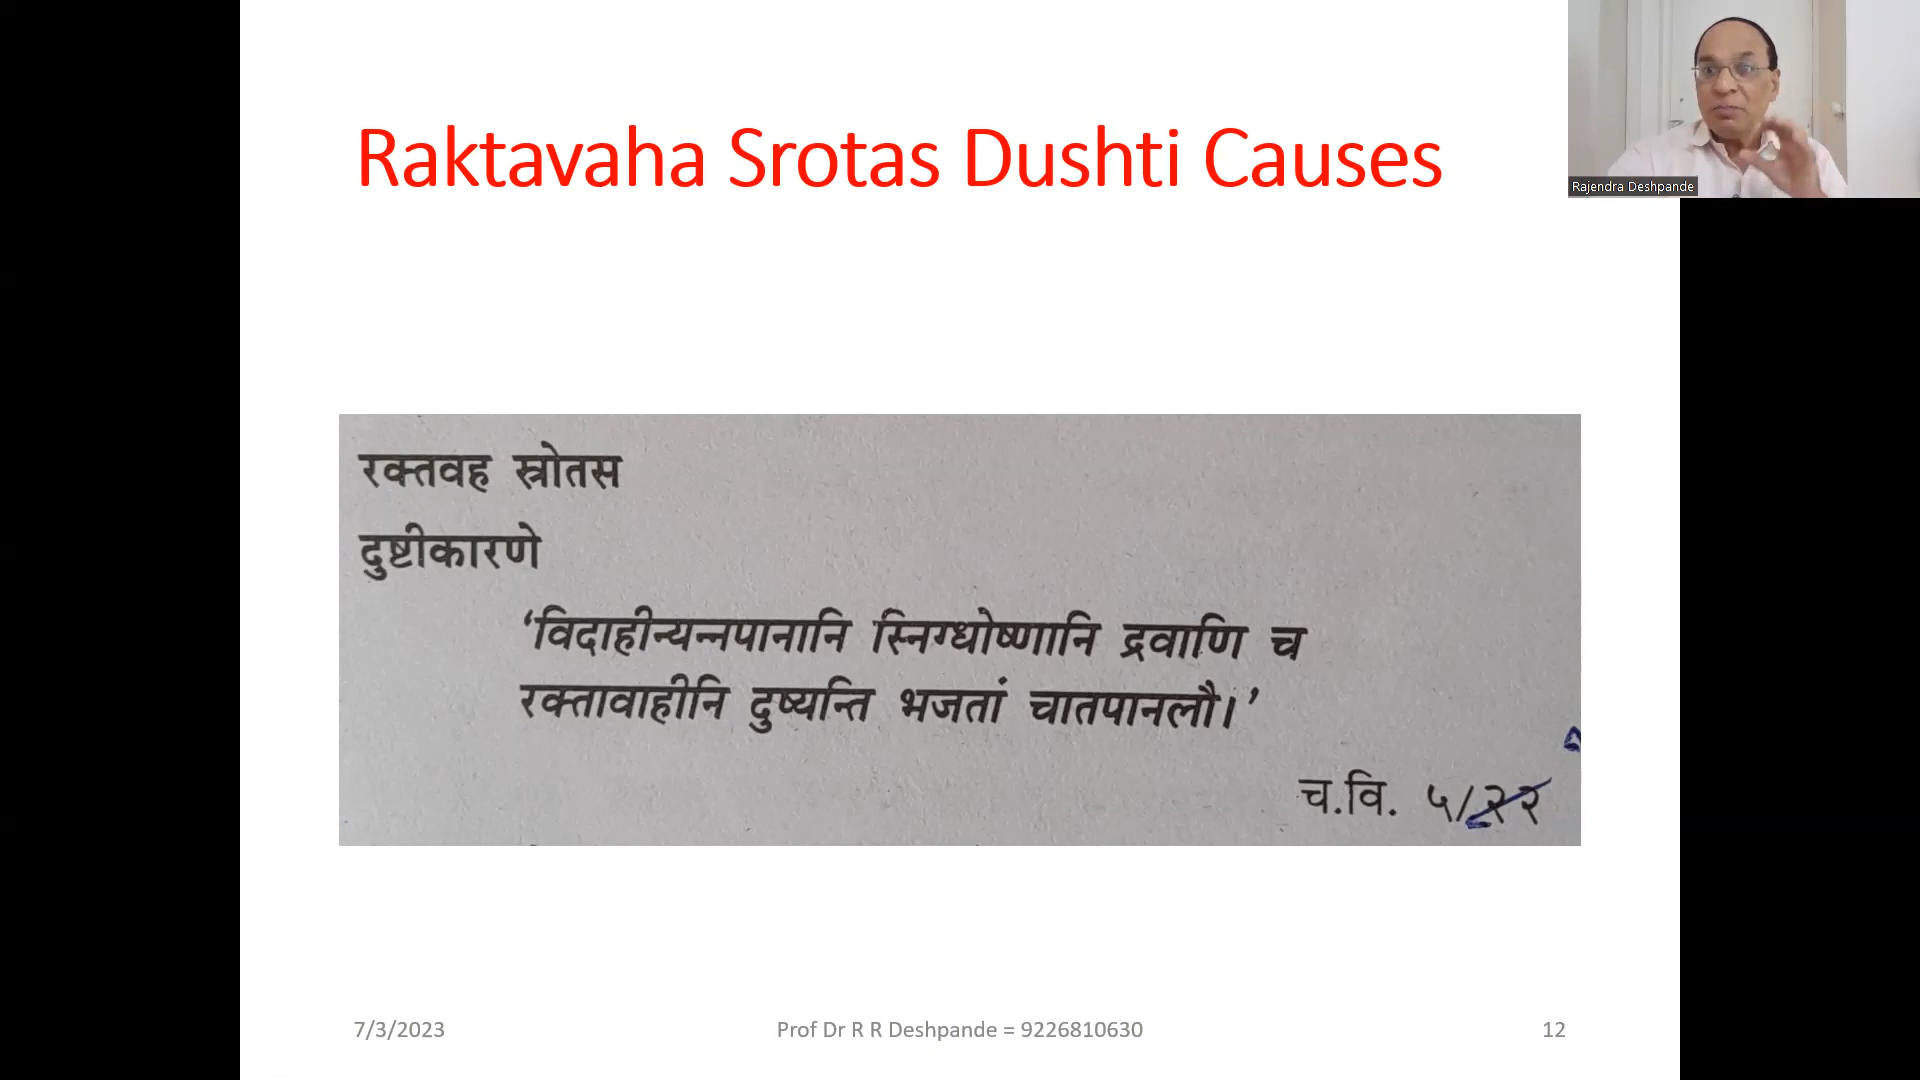 Raktavaha Srotas Dushti Causes
Rajendra Deshpande
रक्तवह स्रोतस
दुष्टीकारणे
‘विदाहीन्यन्नपानानि स्निग्धोष्णानि द्रवाणि च
रक्तावाहीनि दुष्यन्ति भजतां चातपानलौ।’
च.वि. ५/२२
7/3/2023
Prof Dr R R Deshpande = 9226810630
12